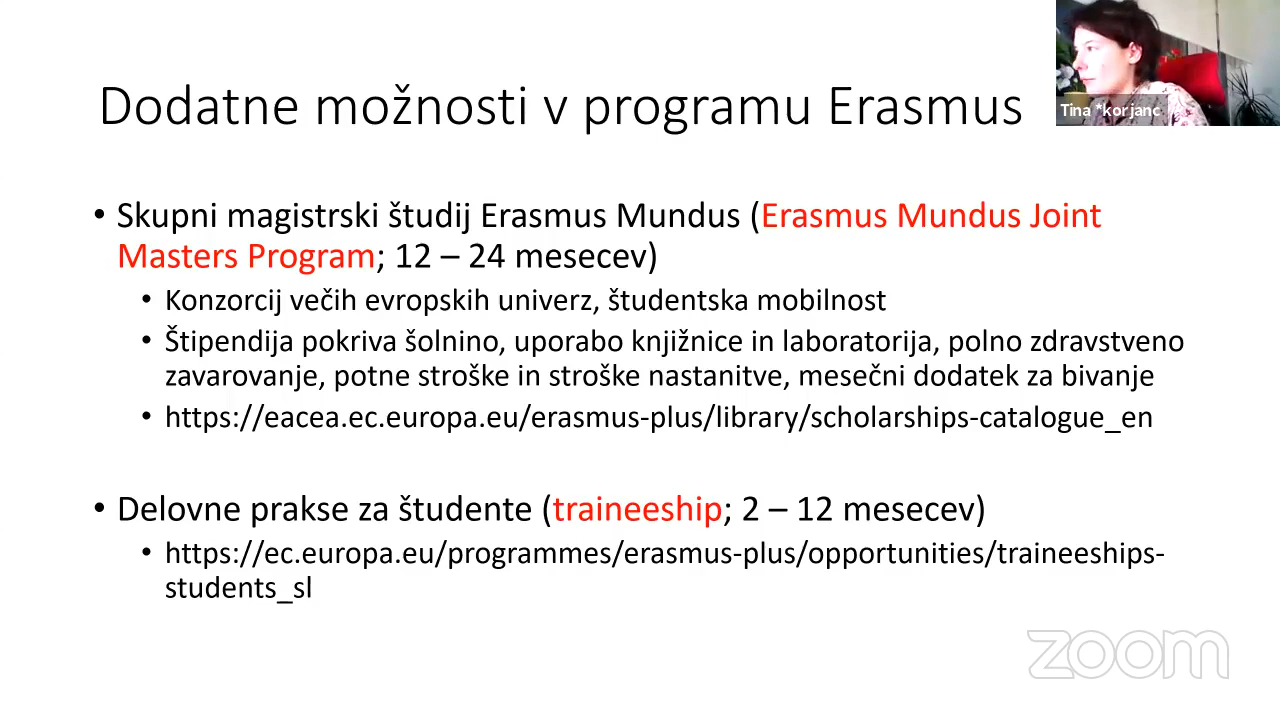 Dodatne možnosti v programu Erasmus
Tina *korjanc
• Skupni magistrski študij Erasmus Mundus (Erasmus Mundus Joint
Masters Program; 12 – 24 mesecev)
• Konzorcij večih evropskih univerz, študentska mobilnost
• Štipendija pokriva šolnino, uporabo knjižnice in laboratorija, polno zdravstveno
zavarovanje, potne stroške in stroške nastanitve, mesečni dodatek za bivanje
• https://eacea.ec.europa.eu/erasmus-plus/library/scholarships-catalogue_en
• Delovne prakse za študente (traineeship; 2 – 12 mesecev)
• https://ec.europa.eu/programmes/erasmus-plus/opportunities/traineeships-
students_sl
zoom